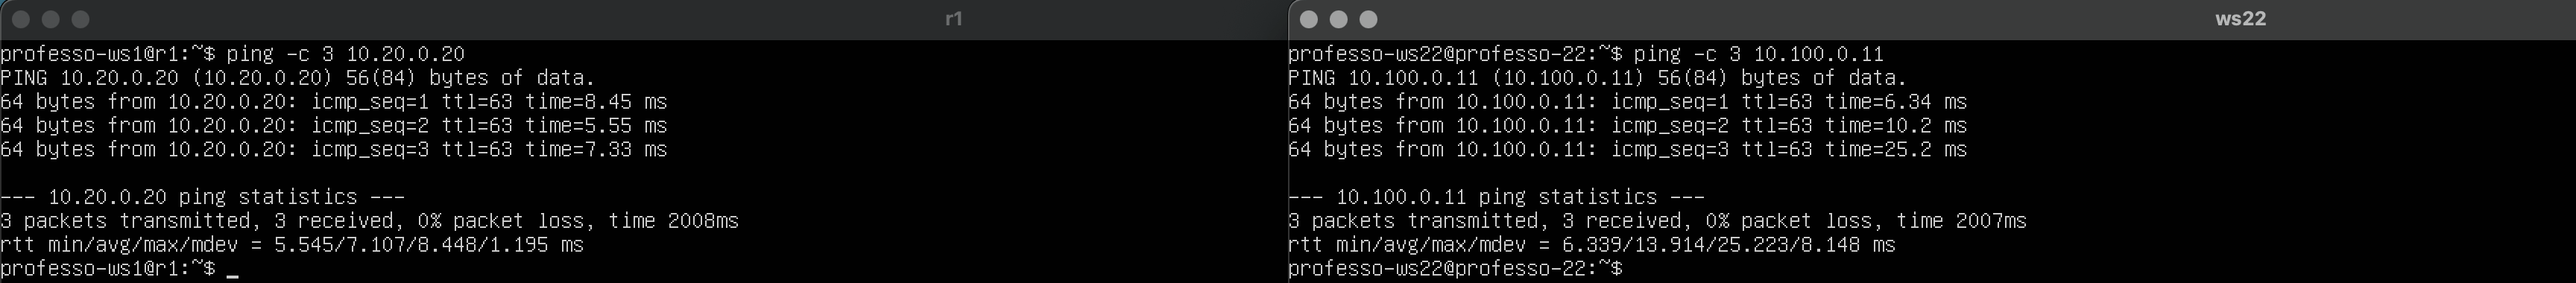 r1
professo-ws1@r1:~$ ping -c 3 10.20.0.20
PING 10.20.0.20 (10.20.0.20) 56(84) bytes of data.
64 bytes from 10.20.0.20: icmp_seq=1 ttl=63 time=8.45 ms
64 bytes from 10.20.0.20: icmp_seq=2 ttl=63 time=5.55 ms
64 bytes from 10.20.0.20: icmp_seq=3 ttl=63 time=7.33 ms
--- 10.20.0.20 ping statistics ---
3 packets transmitted, 3 received, 0% packet loss, time 2008ms
rtt min/avg/max/mdev = 5.545/7.107/8.448/1.195 ms
professo-ws1@r1:~$ _
ws22
professo-ws22@professo-22:~$ ping -c 3 10.100.0.11
PING 10.100.0.11 (10.100.0.11) 56(84) bytes of data.
64 bytes from 10.100.0.11: icmp_seq=1 ttl=63 time=6.34 ms
64 bytes from 10.100.0.11: icmp_seq=2 ttl=63 time=10.2 ms
64 bytes from 10.100.0.11: icmp_seq=3 ttl=63 time=25.2 ms
--- 10.100.0.11 ping statistics ---
3 packets transmitted, 3 received, 0% packet loss, time 2007ms
rtt min/avg/max/mdev = 6.339/13.914/25.223/8.148 ms
professo-ws22@professo-22:~$